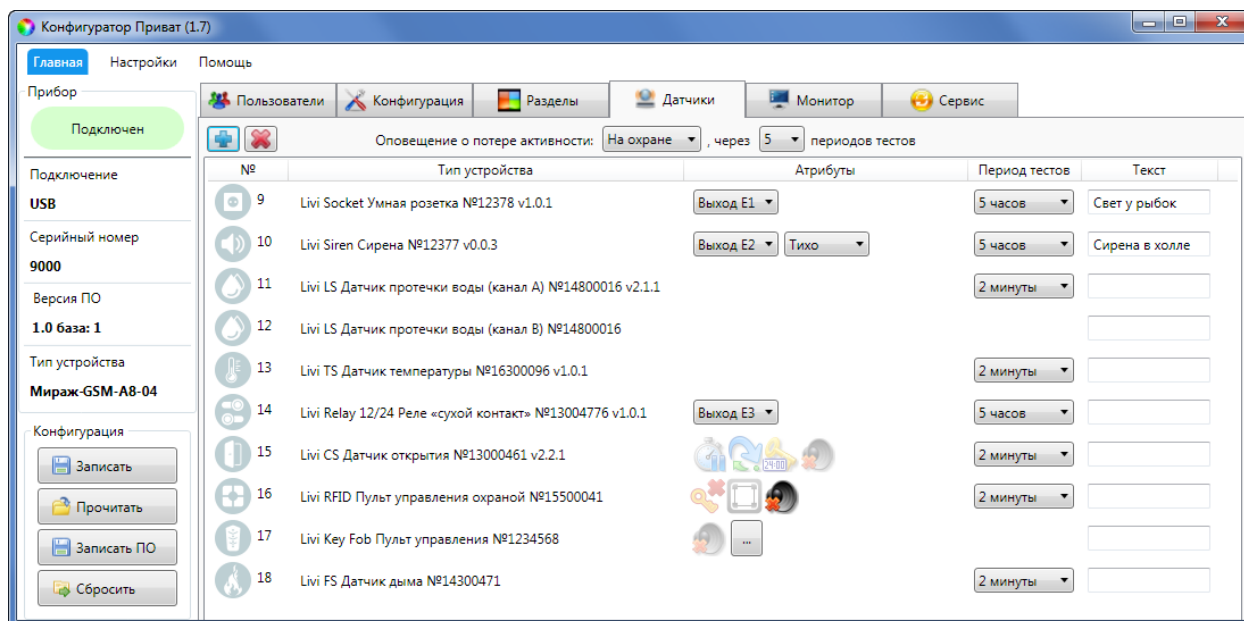 Конфигуратор Приват (1.7)
Главная Настройки Помощь
Прибор
Подключен
Подключение
USB
Серийный номер
9000
Версия ПО
1.0 база: 1
Тип устройства
Мираж-GSM-A8-04
Конфигурация
Записать
Прочитать
Записать ПО
Сбросить
Пользователи Конфигурация Разделы Датчики Монитор Сервис
Оповещение о потере активности: На охране , через 5 периодов тестов
№ Тип устройства Атрибуты Период тестов Текст
9 Livi Socket Умная розетка №12378 v1.0.1 Выход E1 5 часов Свет у рыбок
10 Livi Siren Сирена №12377 v0.0.3 Выход E2 Тихо 5 часов Сирена в холле
11 Livi LS Датчик протечки воды (канал A) №14800016 v2.1.1 2 минуты
12 Livi LS Датчик протечки воды (канал B) №14800016
13 Livi TS Датчик температуры №16300096 v1.0.1 2 минуты
14 Livi Relay 12/24 Реле «сухой контакт» №13004776 v1.0.1 Выход E3 5 часов
15 Livi CS Датчик открытия №13000461 v2.2.1 24:00 2 минуты
16 Livi RFID Пульт управления охраной №15500041 2 минуты
17 Livi Key Fob Пульт управления №1234568 ...
18 Livi FS Датчик дыма №14300471 2 минуты